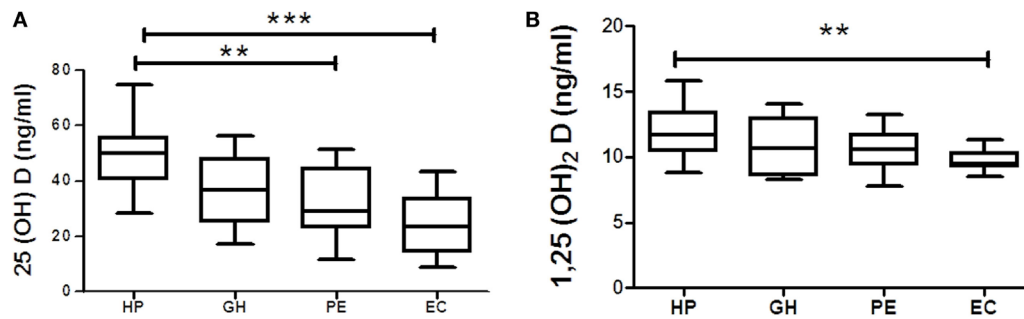 A
***
**
25 (OH) D (ng/ml)
80
60
40
20
0
HP GH PE EC
B
**
1,25 (OH)₂ D (ng/ml)
20
15
10
5
0
HP GH PE EC